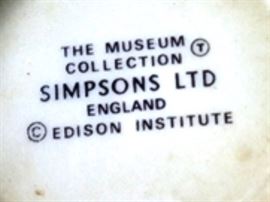 THE MUSEUM Ⓣ
COLLECTION
SIMPSONS LTD
ENGLAND
© EDISON INSTITUTE